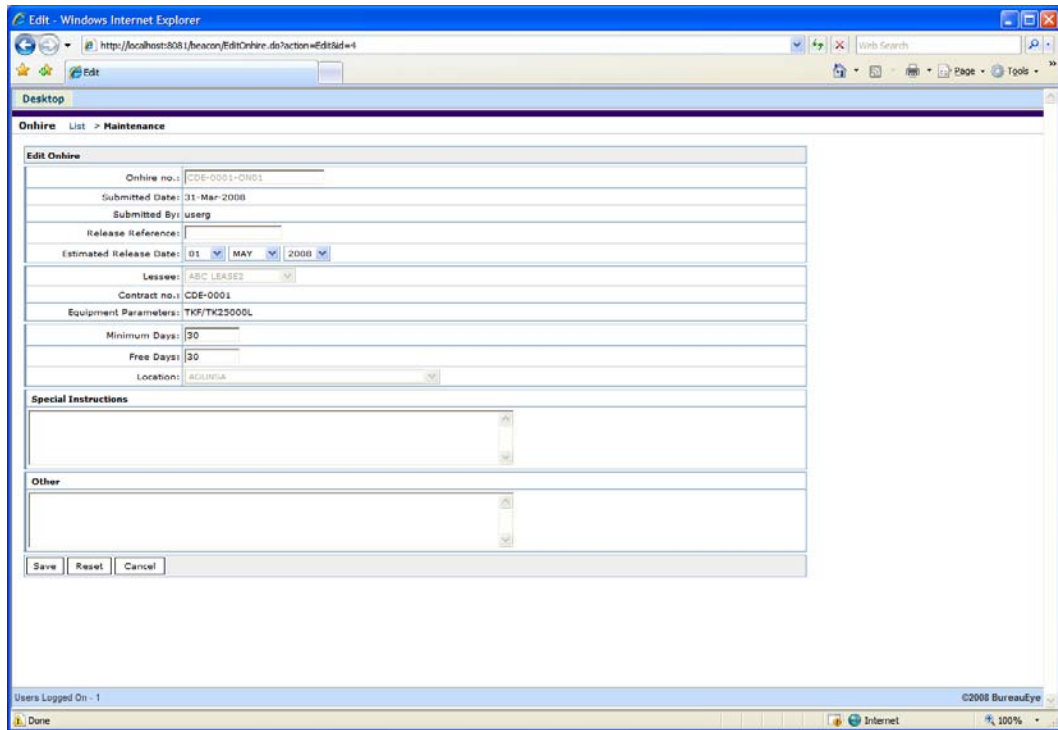 Edit - Windows Internet Explorer
http://localhost:8081/beacon/EditOnhire.do?action=Edit&id=4
Web Search
Edit
Page Tools
Desktop
Onhire List > Maintenance
Edit Onhire
Onhire no.: CDE-0001-ON01
Submitted Date: 31-Mar-2008
Submitted By: userg
Release Reference:
Estimated Release Date: 01 MAY 2008
Lessee: ABC LEASE2
Contract no.: CDE-0001
Equipment Parameters: TKF/TK25000L
Minimum Days: 30
Free Days: 30
Location: AGUNSA
Special Instructions
Other
Save Reset Cancel
Users Logged On - 1 ©2008 BureauEye
Done Internet 100%